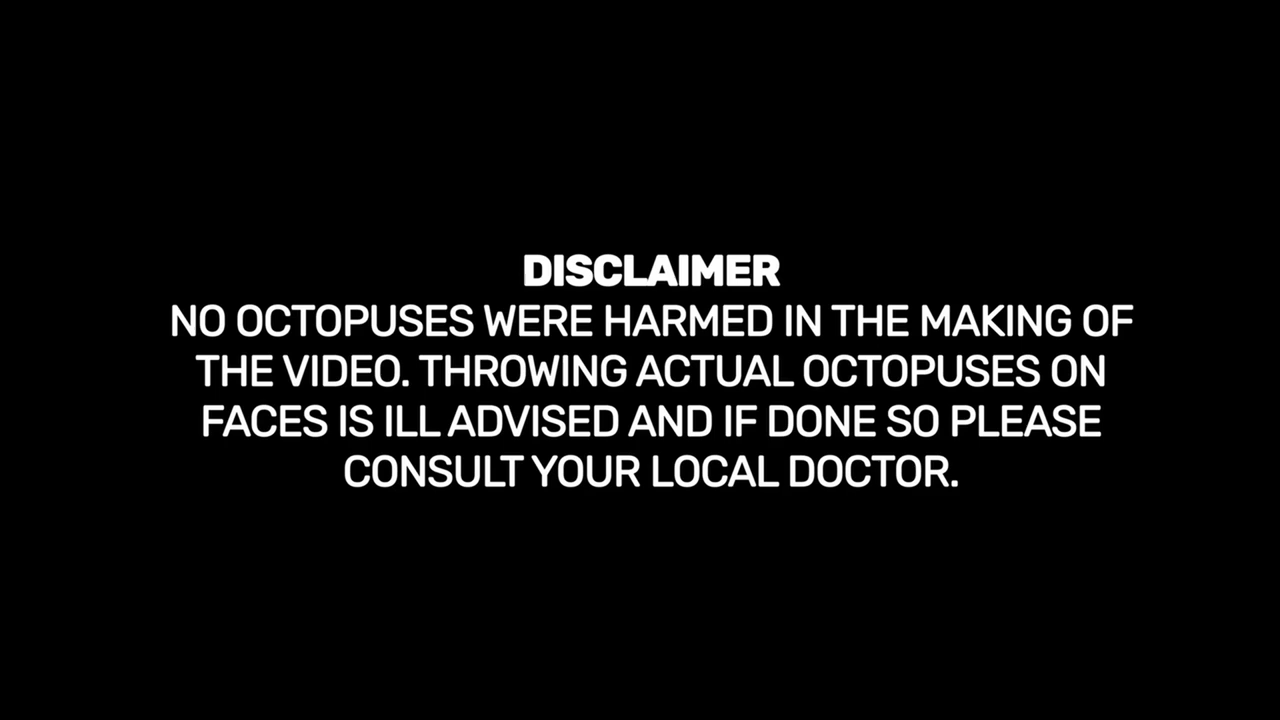 DISCLAIMER
NO OCTOPUSES WERE HARMED IN THE MAKING OF
THE VIDEO. THROWING ACTUAL OCTOPUSES ON
FACES IS ILL ADVISED AND IF DONE SO PLEASE
CONSULT YOUR LOCAL DOCTOR.